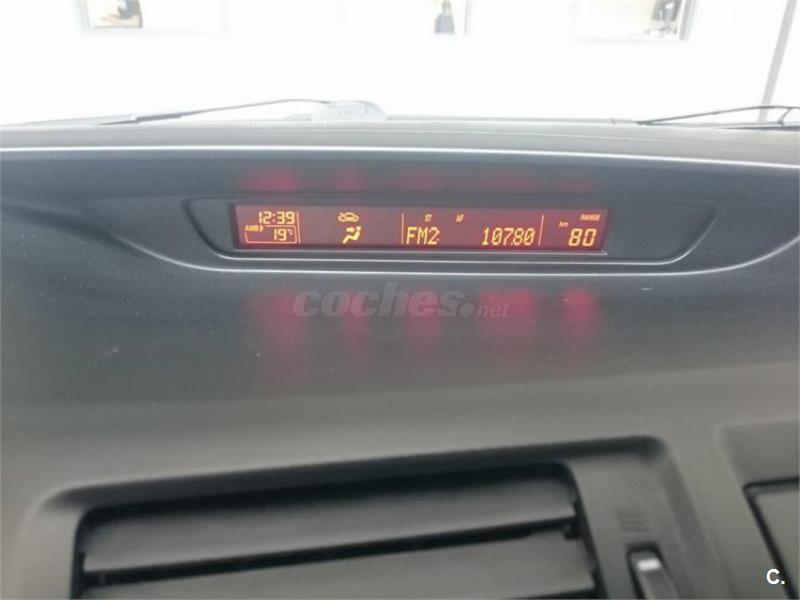 12:39 ST AF RANGE
AMB 19°C FM2 107.80 km 80
coches.net
C.